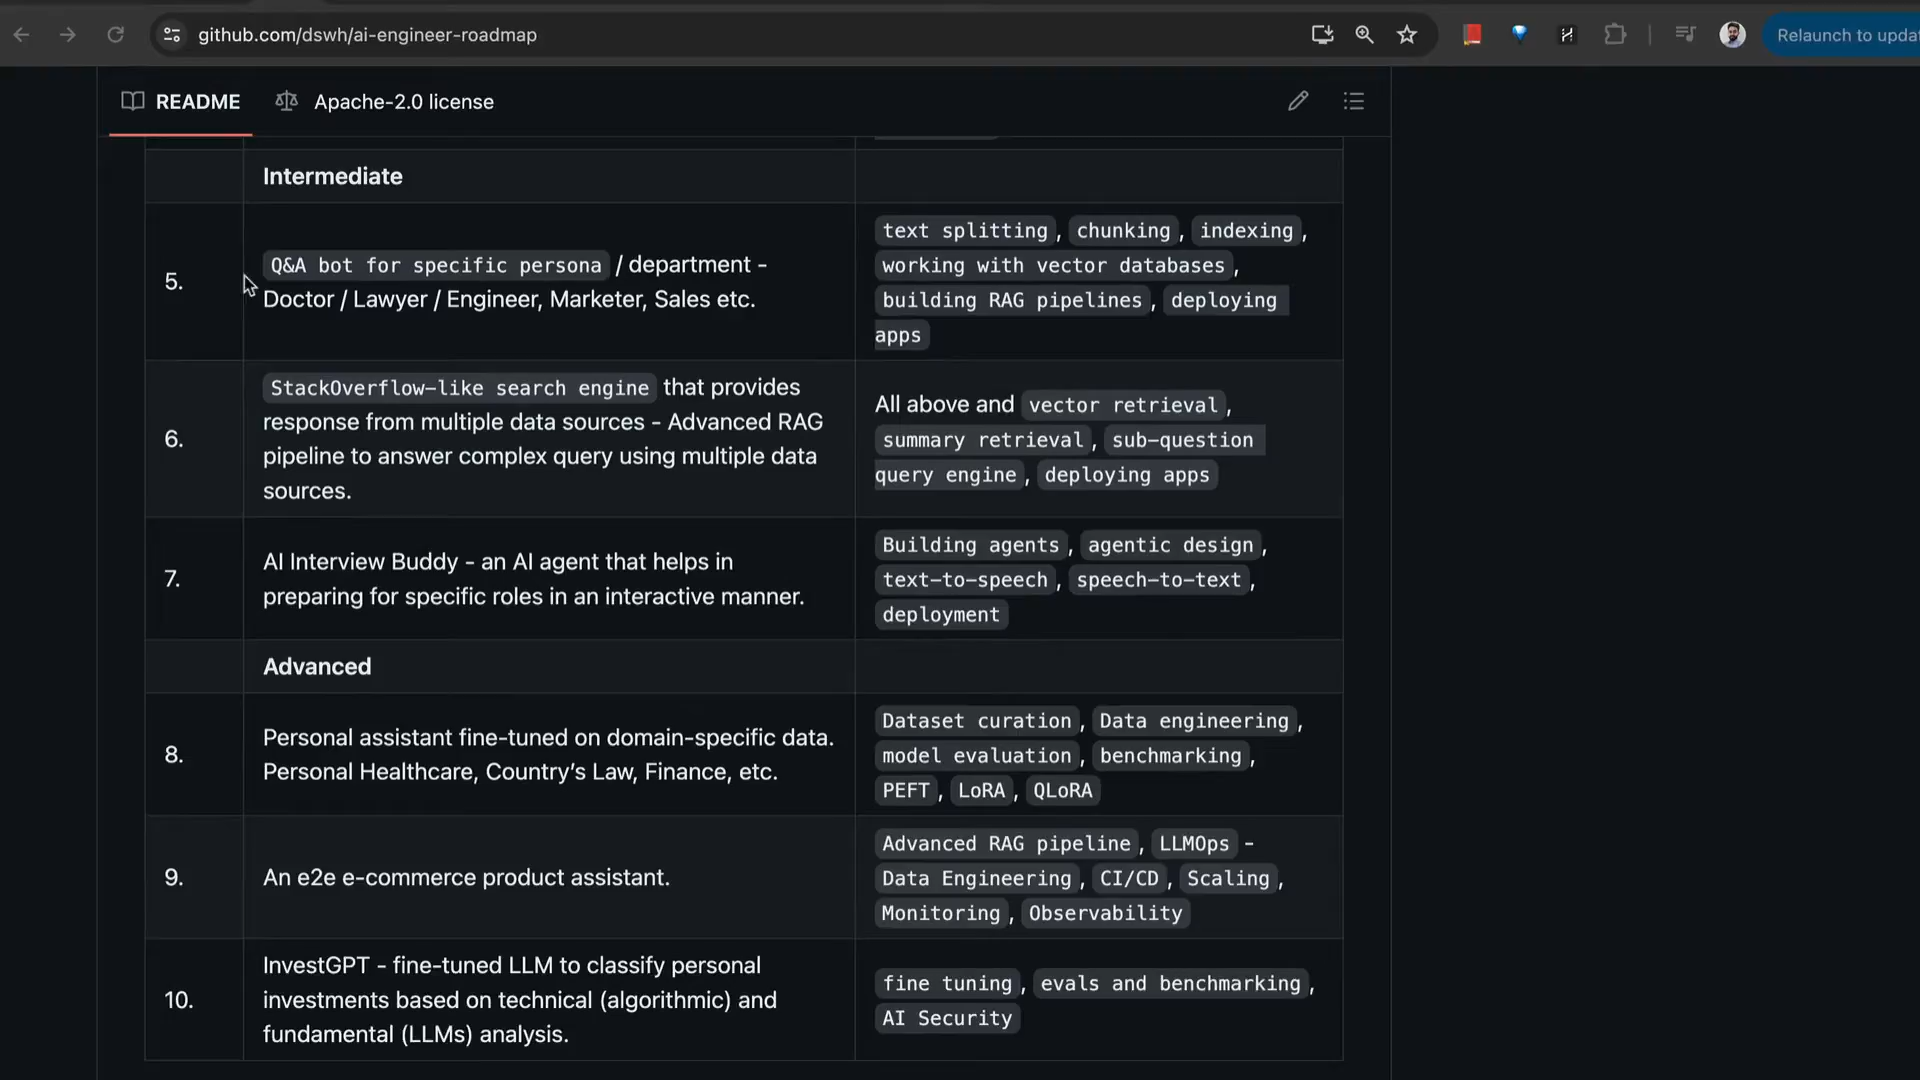 github.com/dswh/ai-engineer-roadmap
Relaunch to upda
README
Apache-2.0 license
Intermediate
5.
Q&A bot for specific persona / department -
Doctor / Lawyer / Engineer, Marketer, Sales etc.
text splitting, chunking, indexing,
working with vector databases,
building RAG pipelines, deploying
apps
6.
StackOverflow-like search engine that provides
response from multiple data sources - Advanced RAG
pipeline to answer complex query using multiple data
sources.
All above and vector retrieval,
summary retrieval, sub-question
query engine, deploying apps
7.
AI Interview Buddy - an AI agent that helps in
preparing for specific roles in an interactive manner.
Building agents, agentic design,
text-to-speech, speech-to-text,
deployment
Advanced
8.
Personal assistant fine-tuned on domain-specific data.
Personal Healthcare, Country's Law, Finance, etc.
Dataset curation, Data engineering,
model evaluation, benchmarking,
PEFT, LoRA, QLoRA
9.
An e2e e-commerce product assistant.
Advanced RAG pipeline, LLMOps -
Data Engineering, CI/CD, Scaling,
Monitoring, Observability
10.
InvestGPT - fine-tuned LLM to classify personal
investments based on technical (algorithmic) and
fundamental (LLMs) analysis.
fine tuning, evals and benchmarking,
AI Security